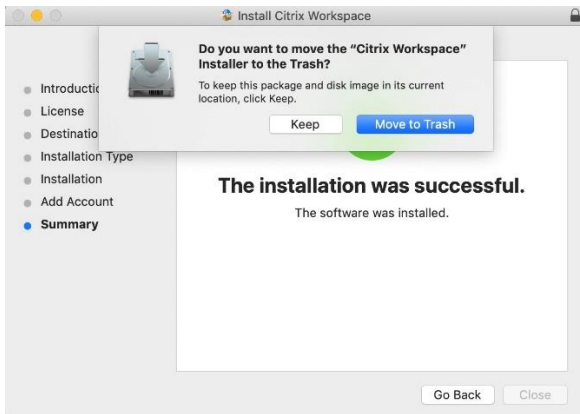 Install Citrix Workspace
Do you want to move the “Citrix Workspace”
Installer to the Trash?
To keep this package and disk image in its current
location, click Keep.
Keep
Move to Trash
Introductio
License
Destinatio
Installation Type
Installation
Add Account
Summary
The installation was successful.
The software was installed.
Go Back
Close